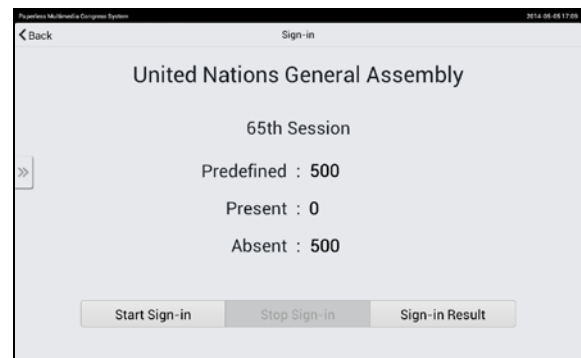 Paperless Multimedia Congress System 2014-05-05 17:09
Back Sign-in
United Nations General Assembly
65th Session
Predefined : 500
Present : 0
Absent : 500
Start Sign-in Stop Sign-in Sign-in Result